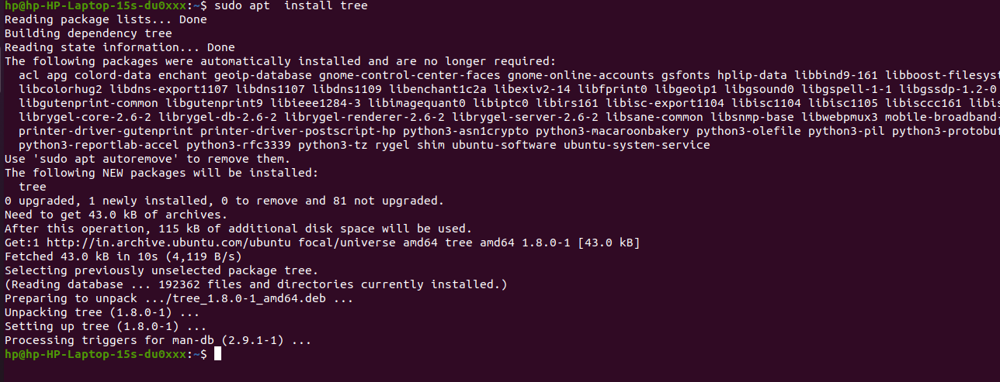 hp@hp-HP-Laptop-15s-du0xxx:~$ sudo apt  install tree
Reading package lists... Done
Building dependency tree
Reading state information... Done
The following packages were automatically installed and are no longer required:
  acl apg colord-data enchant geoip-database gnome-control-center-faces gnome-online-accounts gsfonts hplip-data libbind9-161 libboost-filesyst
  libcolorhug2 libdns-export1107 libdns1107 libdns1109 libenchant1c2a libexiv2-14 libfprint0 libgeoip1 libgsound0 libgspell-1-1 libgssdp-1.2-0
  libgutenprint-common libgutenprint9 libieee1284-3 libimagequant0 libiptc0 libirs161 libisc-export1104 libisc1104 libisc1105 libisccc161 libis
  librygel-core-2.6-2 librygel-db-2.6-2 librygel-renderer-2.6-2 librygel-server-2.6-2 libsane-common libsnmp-base libwebpmux3 mobile-broadband-
  printer-driver-gutenprint printer-driver-postscript-hp python3-asn1crypto python3-macaroonbakery python3-olefile python3-pil python3-protobuf
  python3-reportlab-accel python3-rfc3339 python3-tz rygel shim ubuntu-software ubuntu-system-service
Use 'sudo apt autoremove' to remove them.
The following NEW packages will be installed:
  tree
0 upgraded, 1 newly installed, 0 to remove and 81 not upgraded.
Need to get 43.0 kB of archives.
After this operation, 115 kB of additional disk space will be used.
Get:1 http://in.archive.ubuntu.com/ubuntu focal/universe amd64 tree amd64 1.8.0-1 [43.0 kB]
Fetched 43.0 kB in 10s (4,119 B/s)
Selecting previously unselected package tree.
(Reading database ... 192362 files and directories currently installed.)
Preparing to unpack .../tree_1.8.0-1_amd64.deb ...
Unpacking tree (1.8.0-1) ...
Setting up tree (1.8.0-1) ...
Processing triggers for man-db (2.9.1-1) ...
hp@hp-HP-Laptop-15s-du0xxx:~$